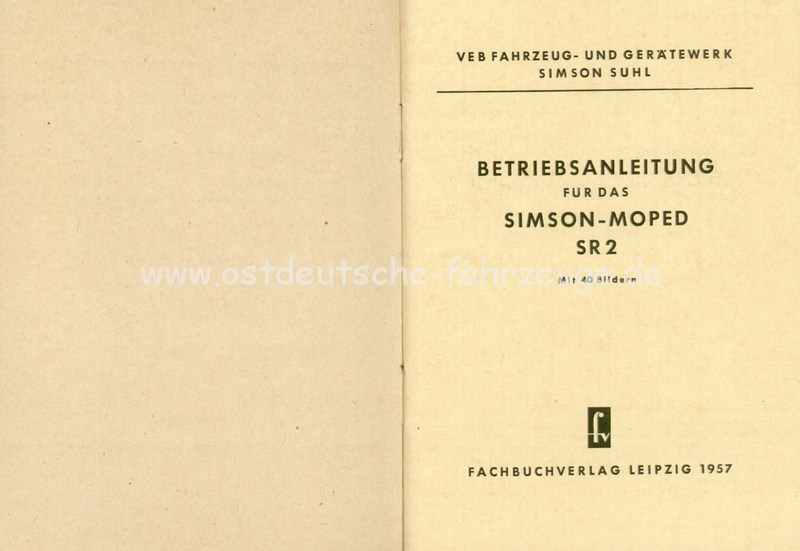 VEB FAHRZEUG- UND GERÄTEWERK
SIMSON SUHL
BETRIEBSANLEITUNG
FÜR DAS
SIMSON-MOPED
SR 2
www.ostdeutsche-fahrzeuge.de
Mit 40 Bildern
fv
FACHBUCHVERLAG LEIPZIG 1957